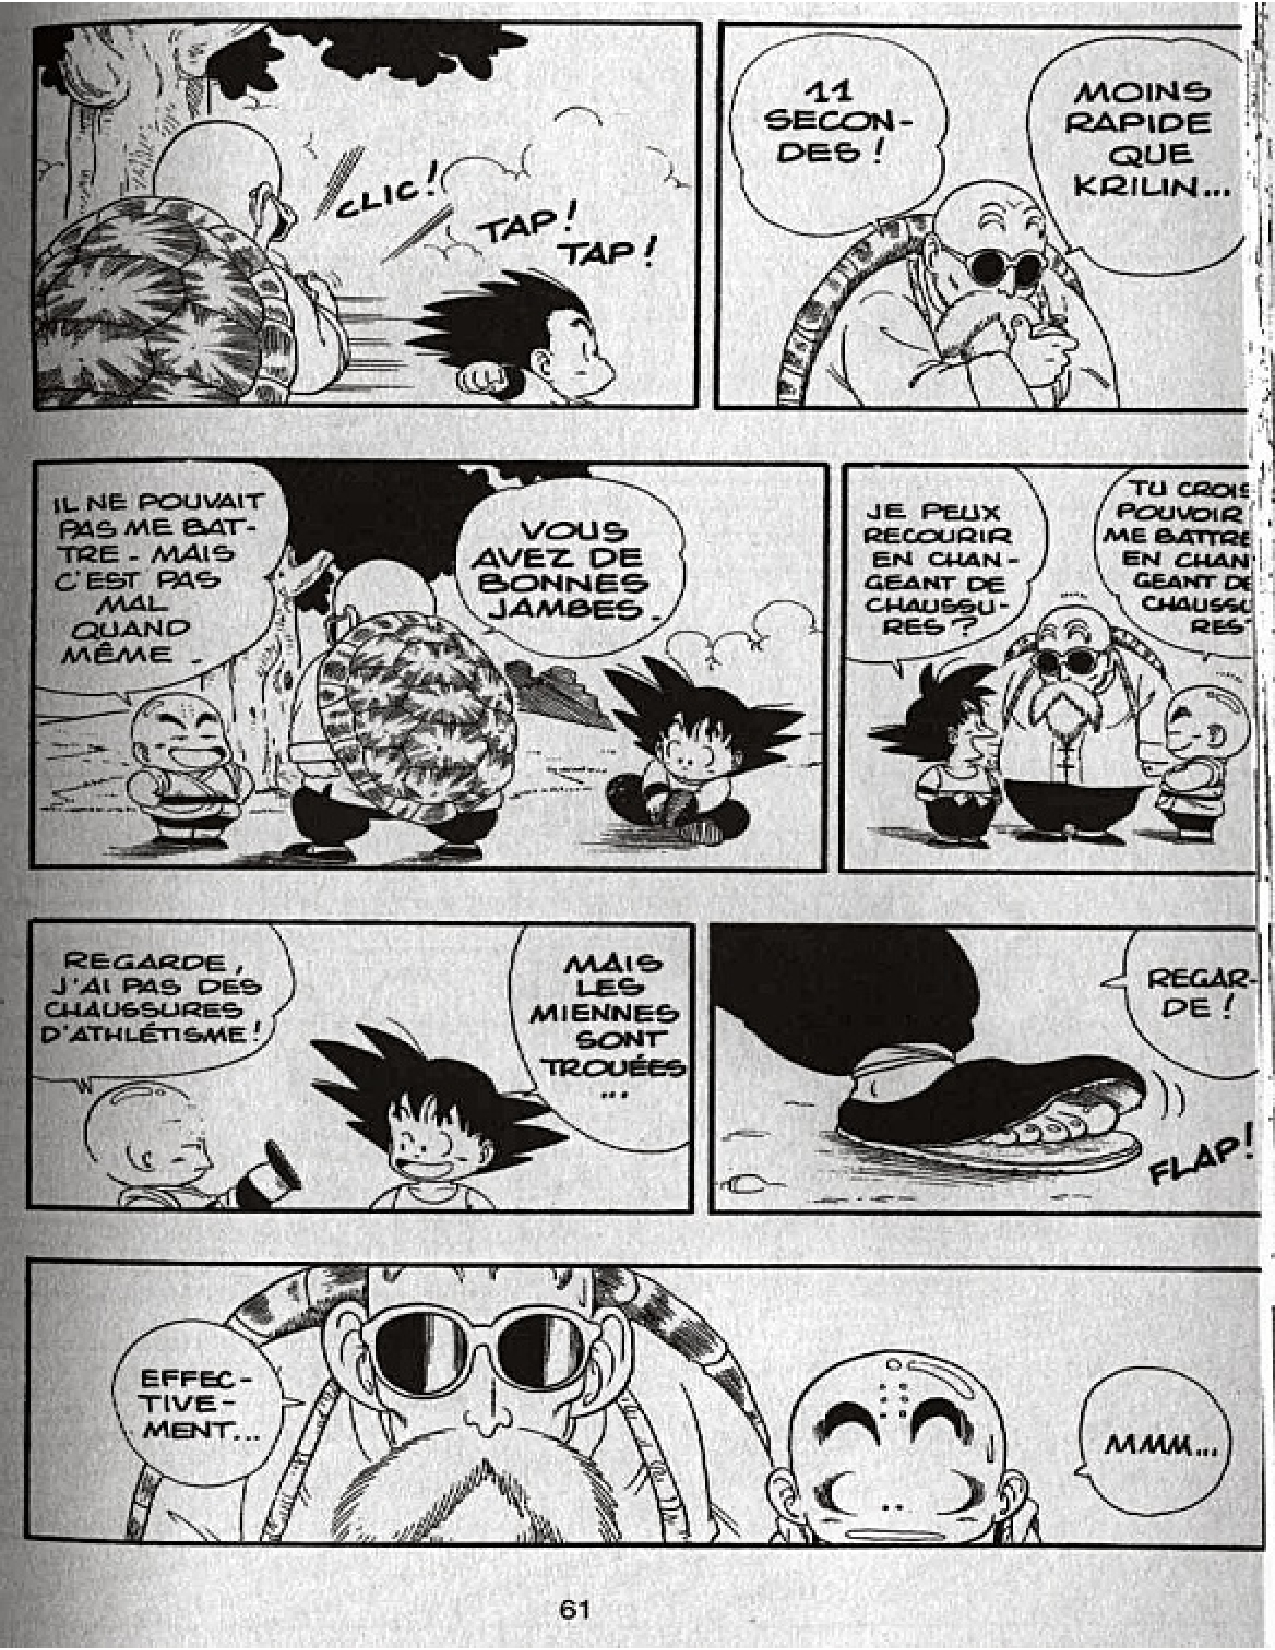 CLIC!
TAP!
TAP!
11
SECON-
DES!
MOINS
RAPIDE
QUE
KRILIN...
IL NE POUVAIT
PAS ME BAT-
TRE - MAIS
C'EST PAS
MAL
QUAND
MÊME -
VOUS
AVEZ DE
BONNES
JAMBES.
JE PEUX
RECOURIR
EN CHAN-
GEANT DE
CHAUSSU-
RES?
TU CROIS
POUVOIR
ME BATTRE
EN CHAN
GEANT DE
CHAUSSU
RES
REGARDE,
J'AI PAS DES
CHAUSSURES
D'ATHLÉTISME!
MAIS
LES
MIENNES
SONT
TROUÉES
...
REGAR-
DE!
FLAP!
EFFEC-
TIVE-
MENT...
MMM...
61